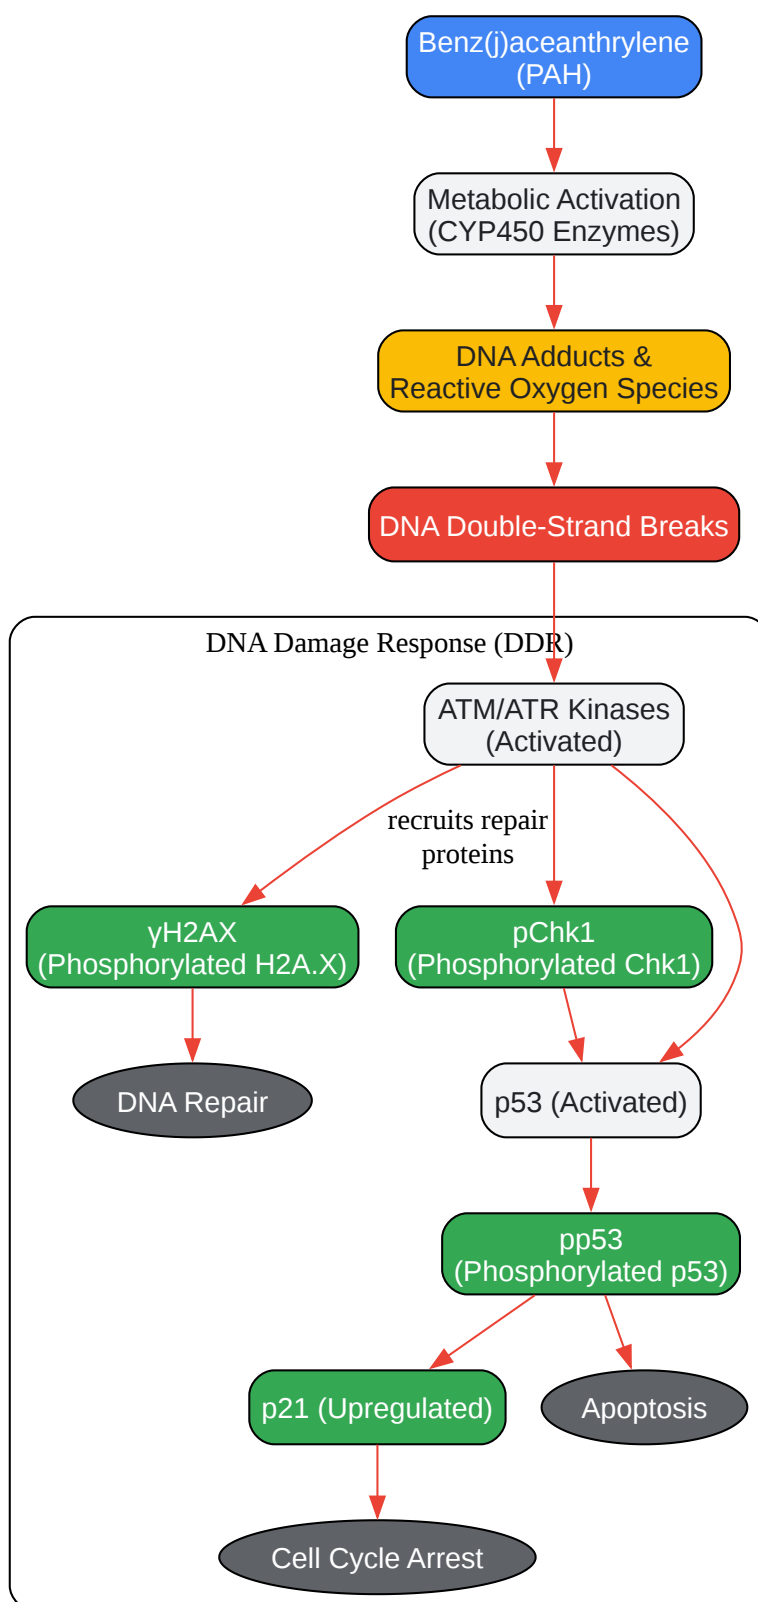 Benz(j)aceanthrylene
(PAH)
Metabolic Activation
(CYP450 Enzymes)
DNA Adducts &
Reactive Oxygen Species
DNA Double-Strand Breaks
DNA Damage Response (DDR)
ATM/ATR Kinases
(Activated)
recruits repair
proteins
γH2AX
(Phosphorylated H2A.X)
pChk1
(Phosphorylated Chk1)
DNA Repair
p53 (Activated)
pp53
(Phosphorylated p53)
p21 (Upregulated)
Apoptosis
Cell Cycle Arrest